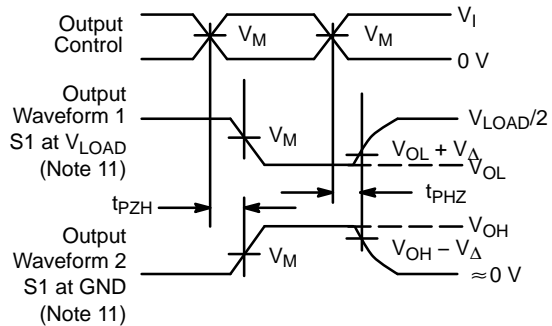 Output
Control
V_M
V_M
V_I
0 V
Output
Waveform 1
S1 at V_LOAD
(Note 11)
V_M
V_LOAD/2
V_OL + V_Δ
V_OL
t_PZH
t_PHZ
Output
Waveform 2
S1 at GND
(Note 11)
V_M
V_OH
V_OH – V_Δ
≈0 V